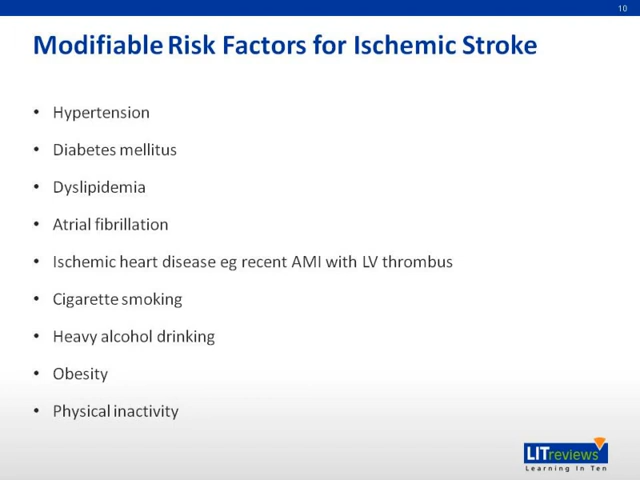 10
Modifiable Risk Factors for Ischemic Stroke
• Hypertension
• Diabetes mellitus
• Dyslipidemia
• Atrial fibrillation
• Ischemic heart disease eg recent AMI with LV thrombus
• Cigarette smoking
• Heavy alcohol drinking
• Obesity
• Physical inactivity
LITreviews
Learning In Ten